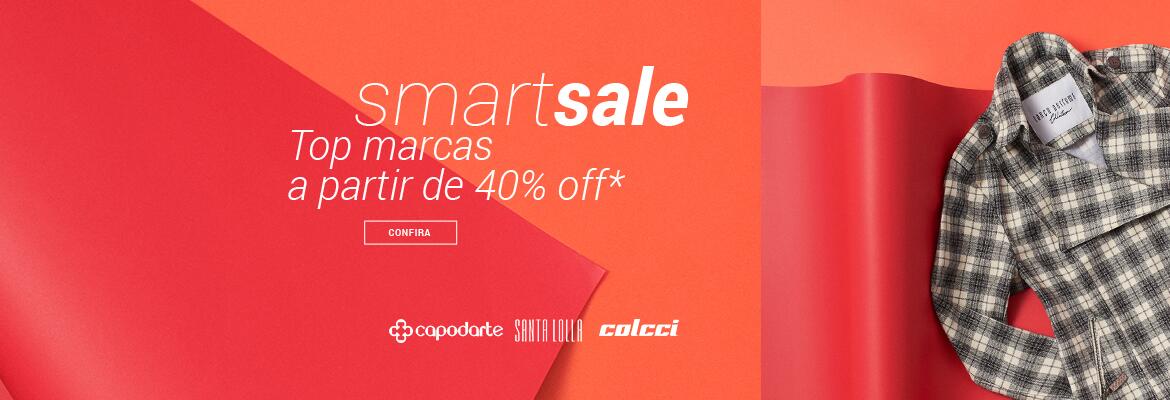 smartsale
Top marcas
a partir de 40% off*
CONFIRA
capodarte SANTA LOLLA colcci